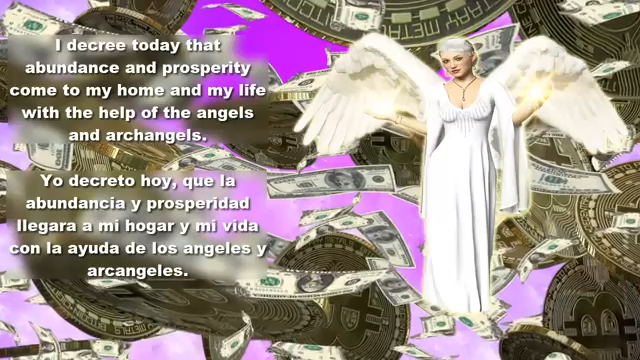 I decree today that
abundance and prosperity
come to my home and my life
with the help of the angels
and archangels.
Yo decreto hoy, que la
abundancia y prosperidad
llegara a mi hogar y mi vida
con la ayuda de los angeles y
arcangeles.